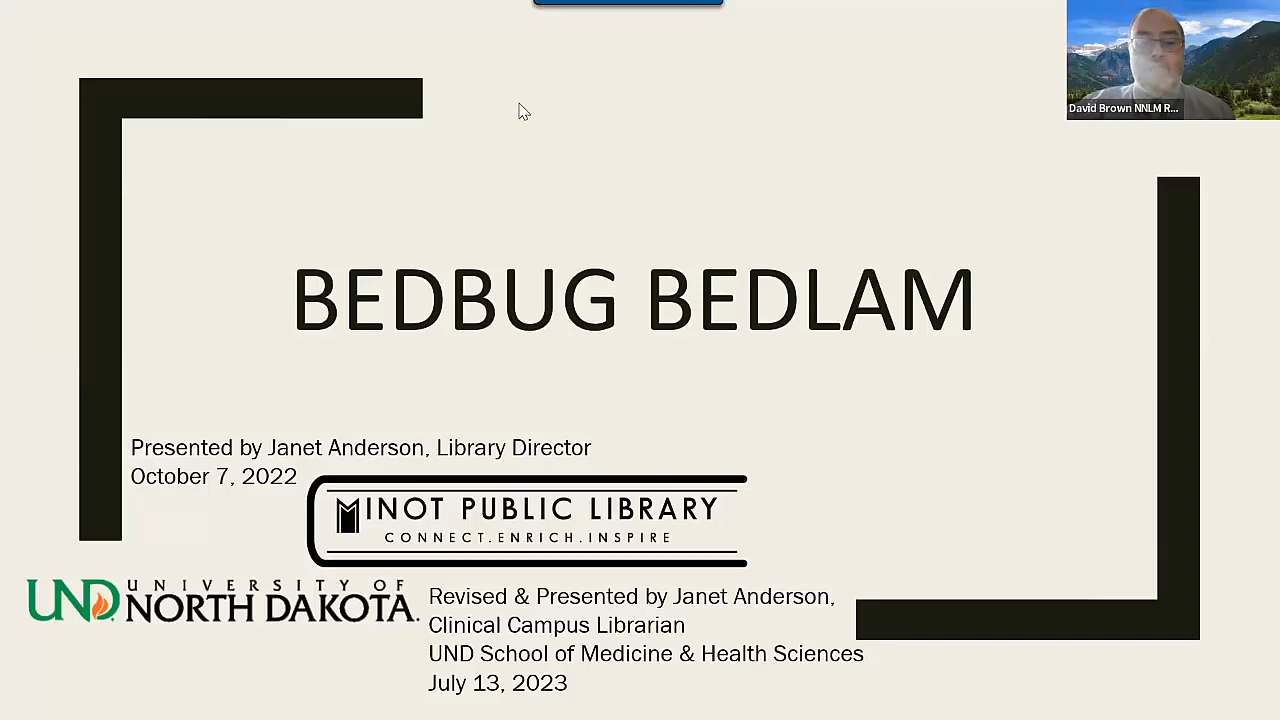 David Brown NNLM R...
BEDBUG BEDLAM
Presented by Janet Anderson, Library Director
October 7, 2022
MINOT PUBLIC LIBRARY
CONNECT.ENRICH.INSPIRE
UND UNIVERSITY OF
NORTH DAKOTA.
Revised & Presented by Janet Anderson,
Clinical Campus Librarian
UND School of Medicine & Health Sciences
July 13, 2023